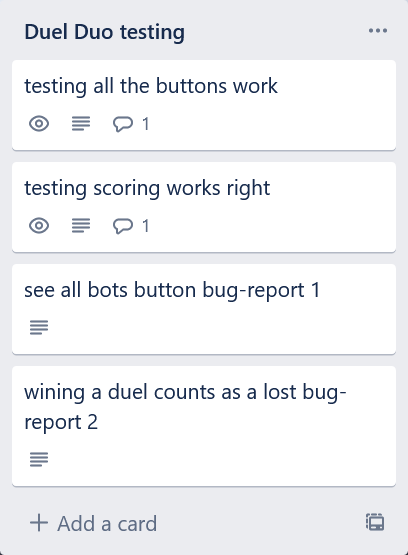 Duel Duo testing
testing all the buttons work
1
testing scoring works right
1
see all bots button bug-report 1
wining a duel counts as a lost bug-
report 2
Add a card